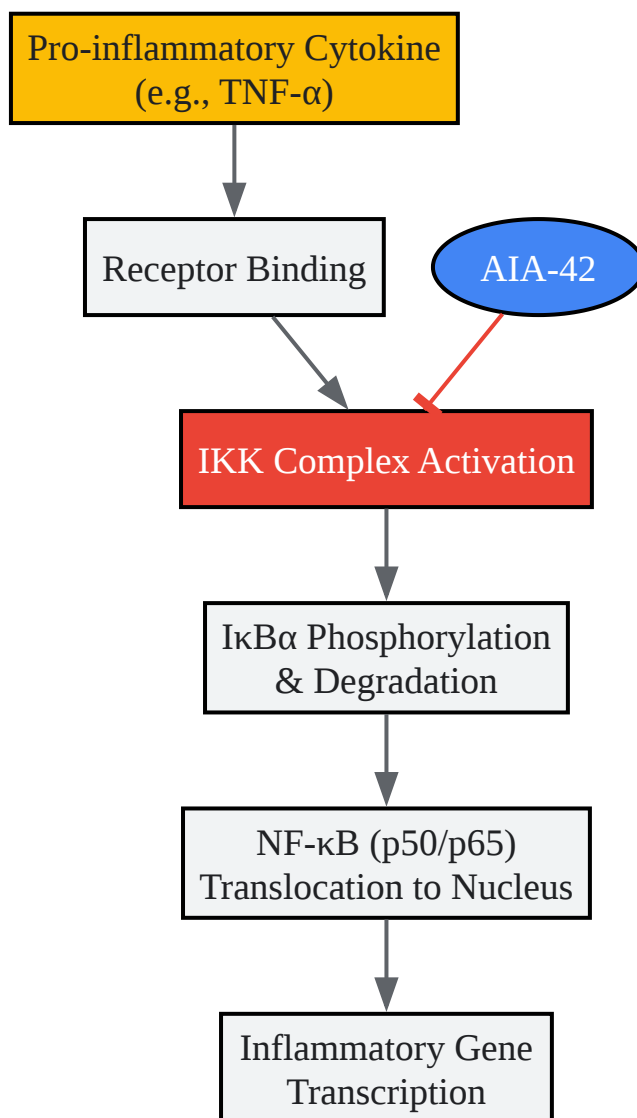 Pro-inflammatory Cytokine
(e.g., TNF-α)
Receptor Binding
AIA-42
IKK Complex Activation
IκBα Phosphorylation
& Degradation
NF-κB (p50/p65)
Translocation to Nucleus
Inflammatory Gene
Transcription